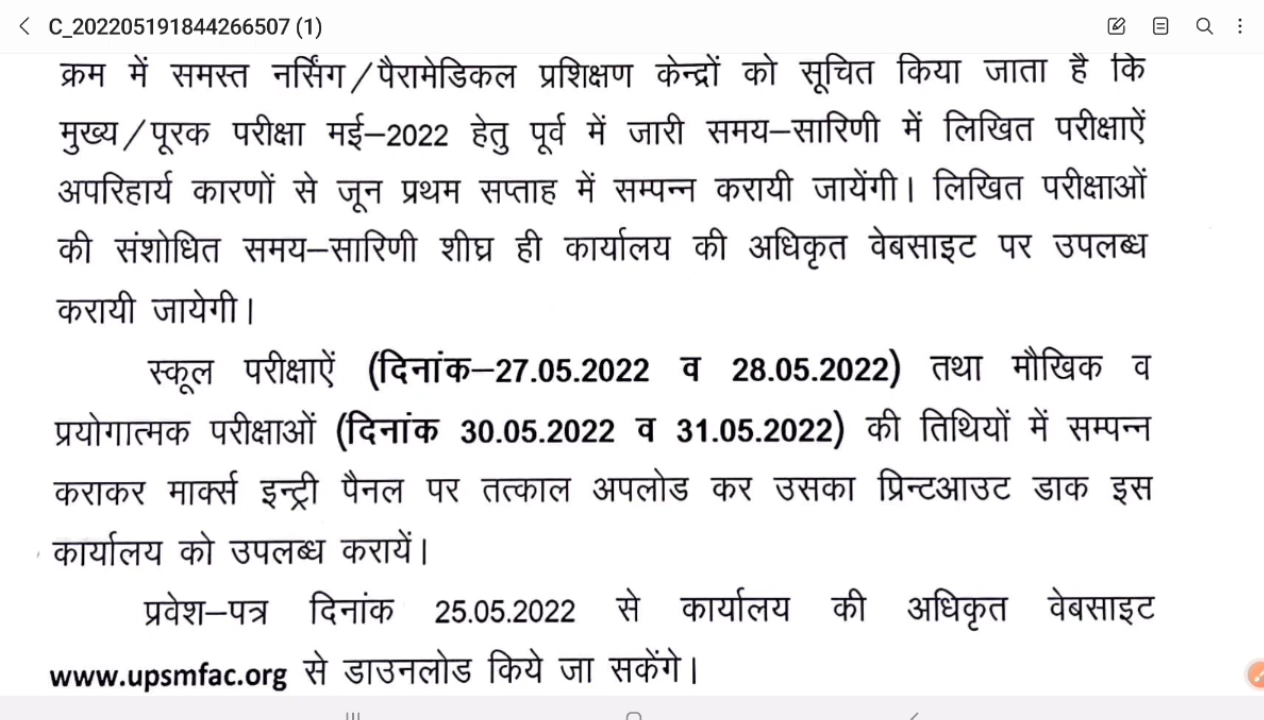 C_202205191844266507 (1)
क्रम में समस्त नर्सिंग/पैरामेडिकल प्रशिक्षण केन्द्रों को सूचित किया जाता है कि
मुख्य/पूरक परीक्षा मई–2022 हेतु पूर्व में जारी समय–सारिणी में लिखित परीक्षाऐं
अपरिहार्य कारणों से जून प्रथम सप्ताह में सम्पन्न करायी जायेंगी। लिखित परीक्षाओं
की संशोधित समय–सारिणी शीघ्र ही कार्यालय की अधिकृत वेबसाइट पर उपलब्ध
करायी जायेगी।
स्कूल परीक्षाऐं (दिनांक–27.05.2022 व 28.05.2022) तथा मौखिक व
प्रयोगात्मक परीक्षाओं (दिनांक 30.05.2022 व 31.05.2022) की तिथियों में सम्पन्न
कराकर मार्क्स इन्ट्री पैनल पर तत्काल अपलोड कर उसका प्रिन्टआउट डाक इस
कार्यालय को उपलब्ध करायें।
प्रवेश–पत्र दिनांक 25.05.2022 से कार्यालय की अधिकृत वेबसाइट
www.upsmfac.org से डाउनलोड किये जा सकेंगे।